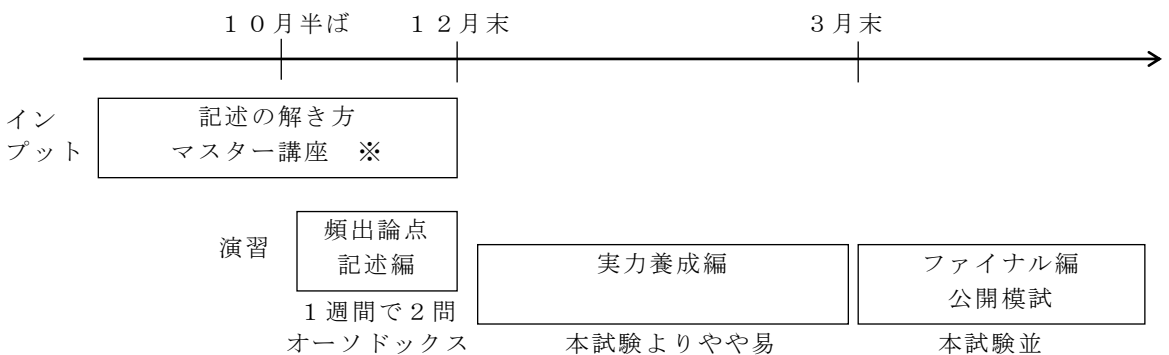 １０月半ば
１２月末
３月末
イン
プット
記述の解き方
マスター講座　※
演習
頻出論点
記述編
１週間で２問
オーソドックス
実力養成編
本試験よりやや易
ファイナル編
公開模試
本試験並